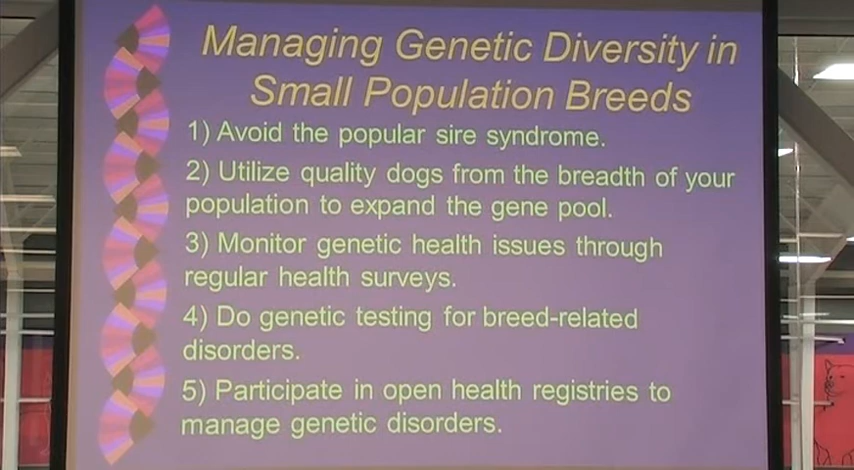 Managing Genetic Diversity in
Small Population Breeds
1) Avoid the popular sire syndrome.
2) Utilize quality dogs from the breadth of your
population to expand the gene pool.
3) Monitor genetic health issues through
regular health surveys.
4) Do genetic testing for breed-related
disorders.
5) Participate in open health registries to
manage genetic disorders.